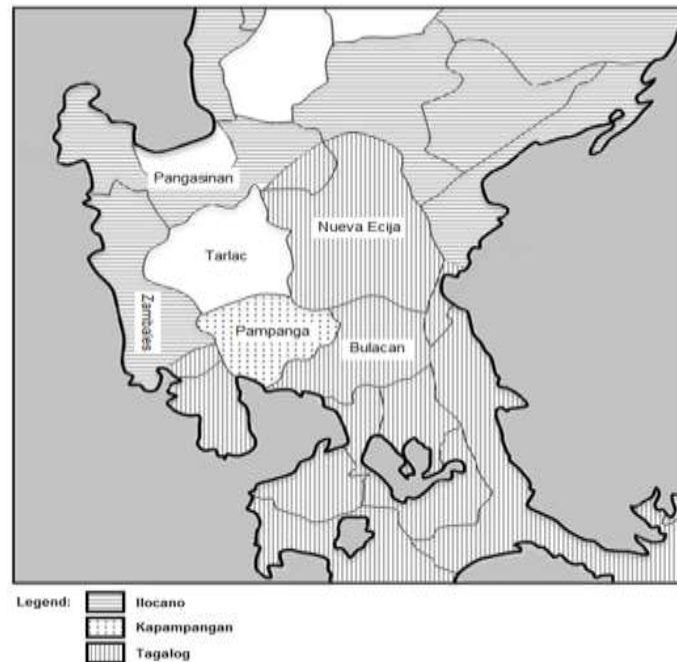 Pangasinan
Nueva Ecija
Tarlac
Zambales
Pampanga
Bulacan
Legend:
Ilocano
Kapampangan
Tagalog